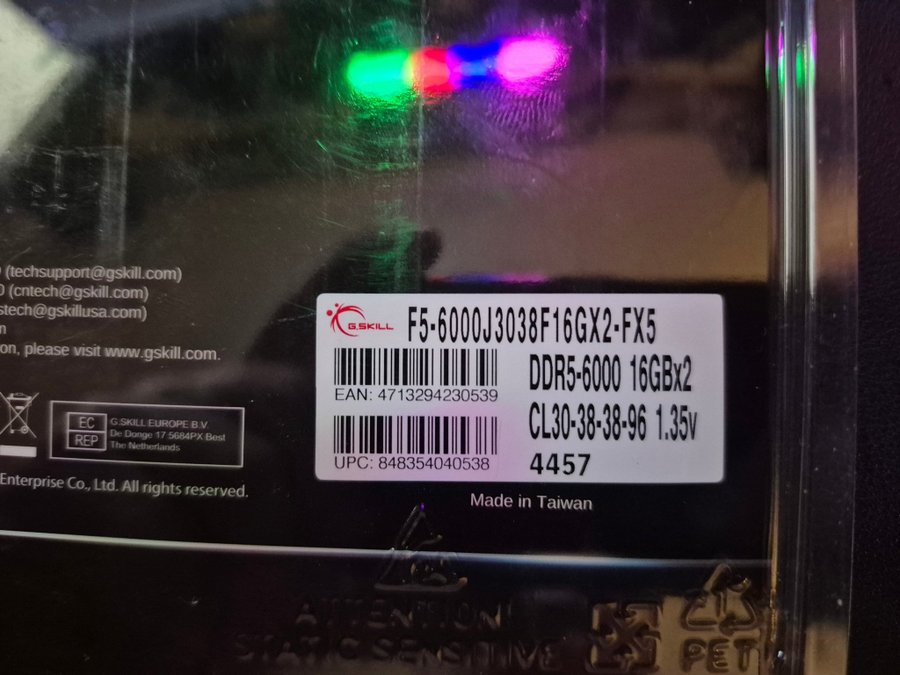 (techsupport@gskill.com)
(cntech@gskill.com)
stech@gskillusa.com)
on, please visit www.gskill.com.
EC
REP
G.SKILL EUROPE B.V.
De Donge 17 5684PX Best
The Netherlands
Enterprise Co., Ltd. All rights reserved.
G.SKILL
F5-6000J3038F16GX2-FX5
DDR5-6000 16GBx2
EAN: 4713294230539
CL30-38-38-96 1.35v
UPC: 848354040538
4457
Made in Taiwan
ATTENTION
STATIC SENSITIVE
PET